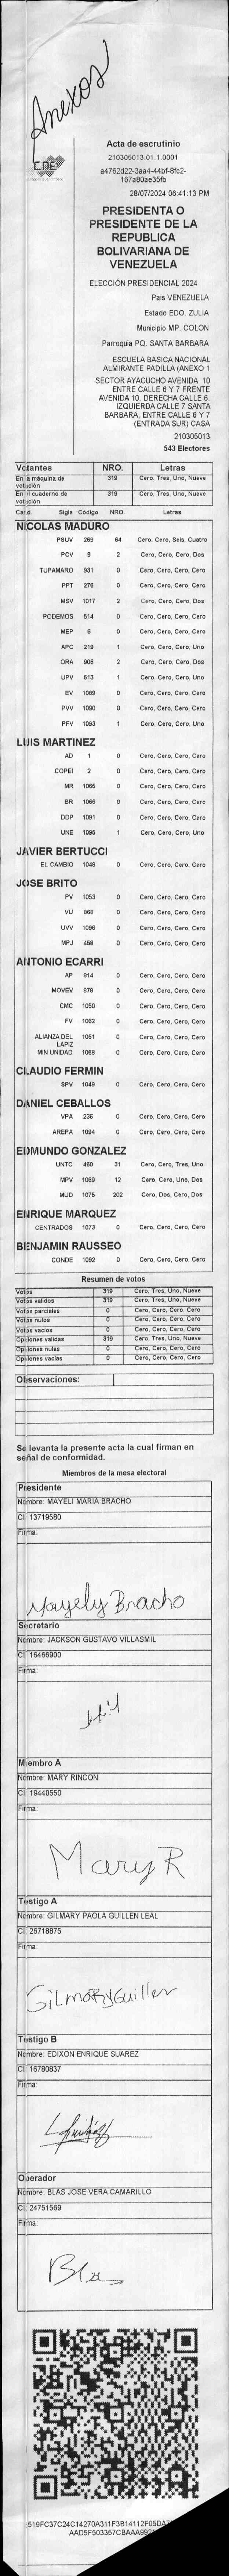 Anexos
CNE
Acta de escrutinio
210305013.01.1.0001
a4762d22-3aa4-44bf-8fc2-
167a80ae35fb
28/07/2024 06:41:13 PM
PRESIDENTA O
PRESIDENTE DE LA
REPUBLICA
BOLIVARIANA DE
VENEZUELA
ELECCIÓN PRESIDENCIAL 2024
Pais VENEZUELA
Estado EDO. ZULIA
Municipio MP. COLON
Parroquia PQ. SANTA BARBARA
ESCUELA BASICA NACIONAL
ALMIRANTE PADILLA (ANEXO 1
SECTOR AYACUCHO AVENIDA 10
ENTRE CALLE 6 Y 7 FRENTE
AVENIDA 10. DERECHA CALLE 6.
IZQUIERDA CALLE 7 SANTA
BARBARA, ENTRE CALLE 6 Y 7
(ENTRADA SUR) CASA
210305013
543 Electores
Votantes NRO. Letras
En la máquina de votación 319 Cero, Tres, Uno, Nueve
En el cuaderno de votación 319 Cero, Tres, Uno, Nueve
Cand. Sigla Código NRO. Letras
NICOLAS MADURO
PSUV 269 64 Cero, Cero, Seis, Cuatro
PCV 9 2 Cero, Cero, Cero, Dos
TUPAMARO 931 0 Cero, Cero, Cero, Cero
PPT 276 0 Cero, Cero, Cero, Cero
MSV 1017 2 Cero, Cero, Cero, Dos
PODEMOS 514 0 Cero, Cero, Cero, Cero
MEP 6 0 Cero, Cero, Cero, Cero
APC 219 1 Cero, Cero, Cero, Uno
ORA 906 2 Cero, Cero, Cero, Dos
UPV 613 1 Cero, Cero, Cero, Uno
EV 1089 0 Cero, Cero, Cero, Cero
PVV 1090 0 Cero, Cero, Cero, Cero
PFV 1093 1 Cero, Cero, Cero, Uno
LUIS MARTINEZ
AD 1 0 Cero, Cero, Cero, Cero
COPEI 2 0 Cero, Cero, Cero, Cero
MR 1065 0 Cero, Cero, Cero, Cero
BR 1066 0 Cero, Cero, Cero, Cero
DDP 1091 0 Cero, Cero, Cero, Cero
UNE 1095 1 Cero, Cero, Cero, Uno
JAVIER BERTUCCI
EL CAMBIO 1049 0 Cero, Cero, Cero, Cero
JOSE BRITO
PV 1053 0 Cero, Cero, Cero, Cero
VU 868 0 Cero, Cero, Cero, Cero
UVV 1096 0 Cero, Cero, Cero, Cero
MPJ 458 0 Cero, Cero, Cero, Cero
ANTONIO ECARRI
AP 814 0 Cero, Cero, Cero, Cero
MOVEV 878 0 Cero, Cero, Cero, Cero
CMC 1050 0 Cero, Cero, Cero, Cero
FV 1062 0 Cero, Cero, Cero, Cero
ALIANZA DEL LAPIZ 1051 0 Cero, Cero, Cero, Cero
MIN UNIDAD 1068 0 Cero, Cero, Cero, Cero
CLAUDIO FERMIN
SPV 1049 0 Cero, Cero, Cero, Cero
DANIEL CEBALLOS
VPA 236 0 Cero, Cero, Cero, Cero
AREPA 1094 0 Cero, Cero, Cero, Cero
EDMUNDO GONZALEZ
UNTC 460 31 Cero, Cero, Tres, Uno
MPV 1069 12 Cero, Cero, Uno, Dos
MUD 1075 202 Cero, Dos, Cero, Dos
ENRIQUE MARQUEZ
CENTRADOS 1073 0 Cero, Cero, Cero, Cero
BENJAMIN RAUSSEO
CONDE 1092 0 Cero, Cero, Cero, Cero
Resumen de votos
Votos 319 Cero, Tres, Uno, Nueve
Votos validos 319 Cero, Tres, Uno, Nueve
Votos parciales 0 Cero, Cero, Cero, Cero
Votos nulos 0 Cero, Cero, Cero, Cero
Votos vacios 0 Cero, Cero, Cero, Cero
Opciones validas 319 Cero, Tres, Uno, Nueve
Opciones nulas 0 Cero, Cero, Cero, Cero
Opciones vacias 0 Cero, Cero, Cero, Cero
Observaciones:
Se levanta la presente acta la cual firman en
señal de conformidad.
Miembros de la mesa electoral
Presidente
Nombre: MAYELI MARIA BRACHO
CI: 13719580
Firma:
Mayely Bracho
Secretario
Nombre: JACKSON GUSTAVO VILLASMIL
CI: 16466900
Firma:
Miembro A
Nombre: MARY RINCON
CI: 19440550
Firma:
Mary R
Testigo A
Nombre: GILMARY PAOLA GUILLEN LEAL
CI: 26718875
Firma:
GilmaRy Guillen
Testigo B
Nombre: EDIXON ENRIQUE SUAREZ
CI: 16780837
Firma:
Operador
Nombre: BLAS JOSE VERA CAMARILLO
CI: 24751569
Firma:
Blas
519FC37C24C14270A311F3B14112F05DA
AAD5F503357CBAAA992